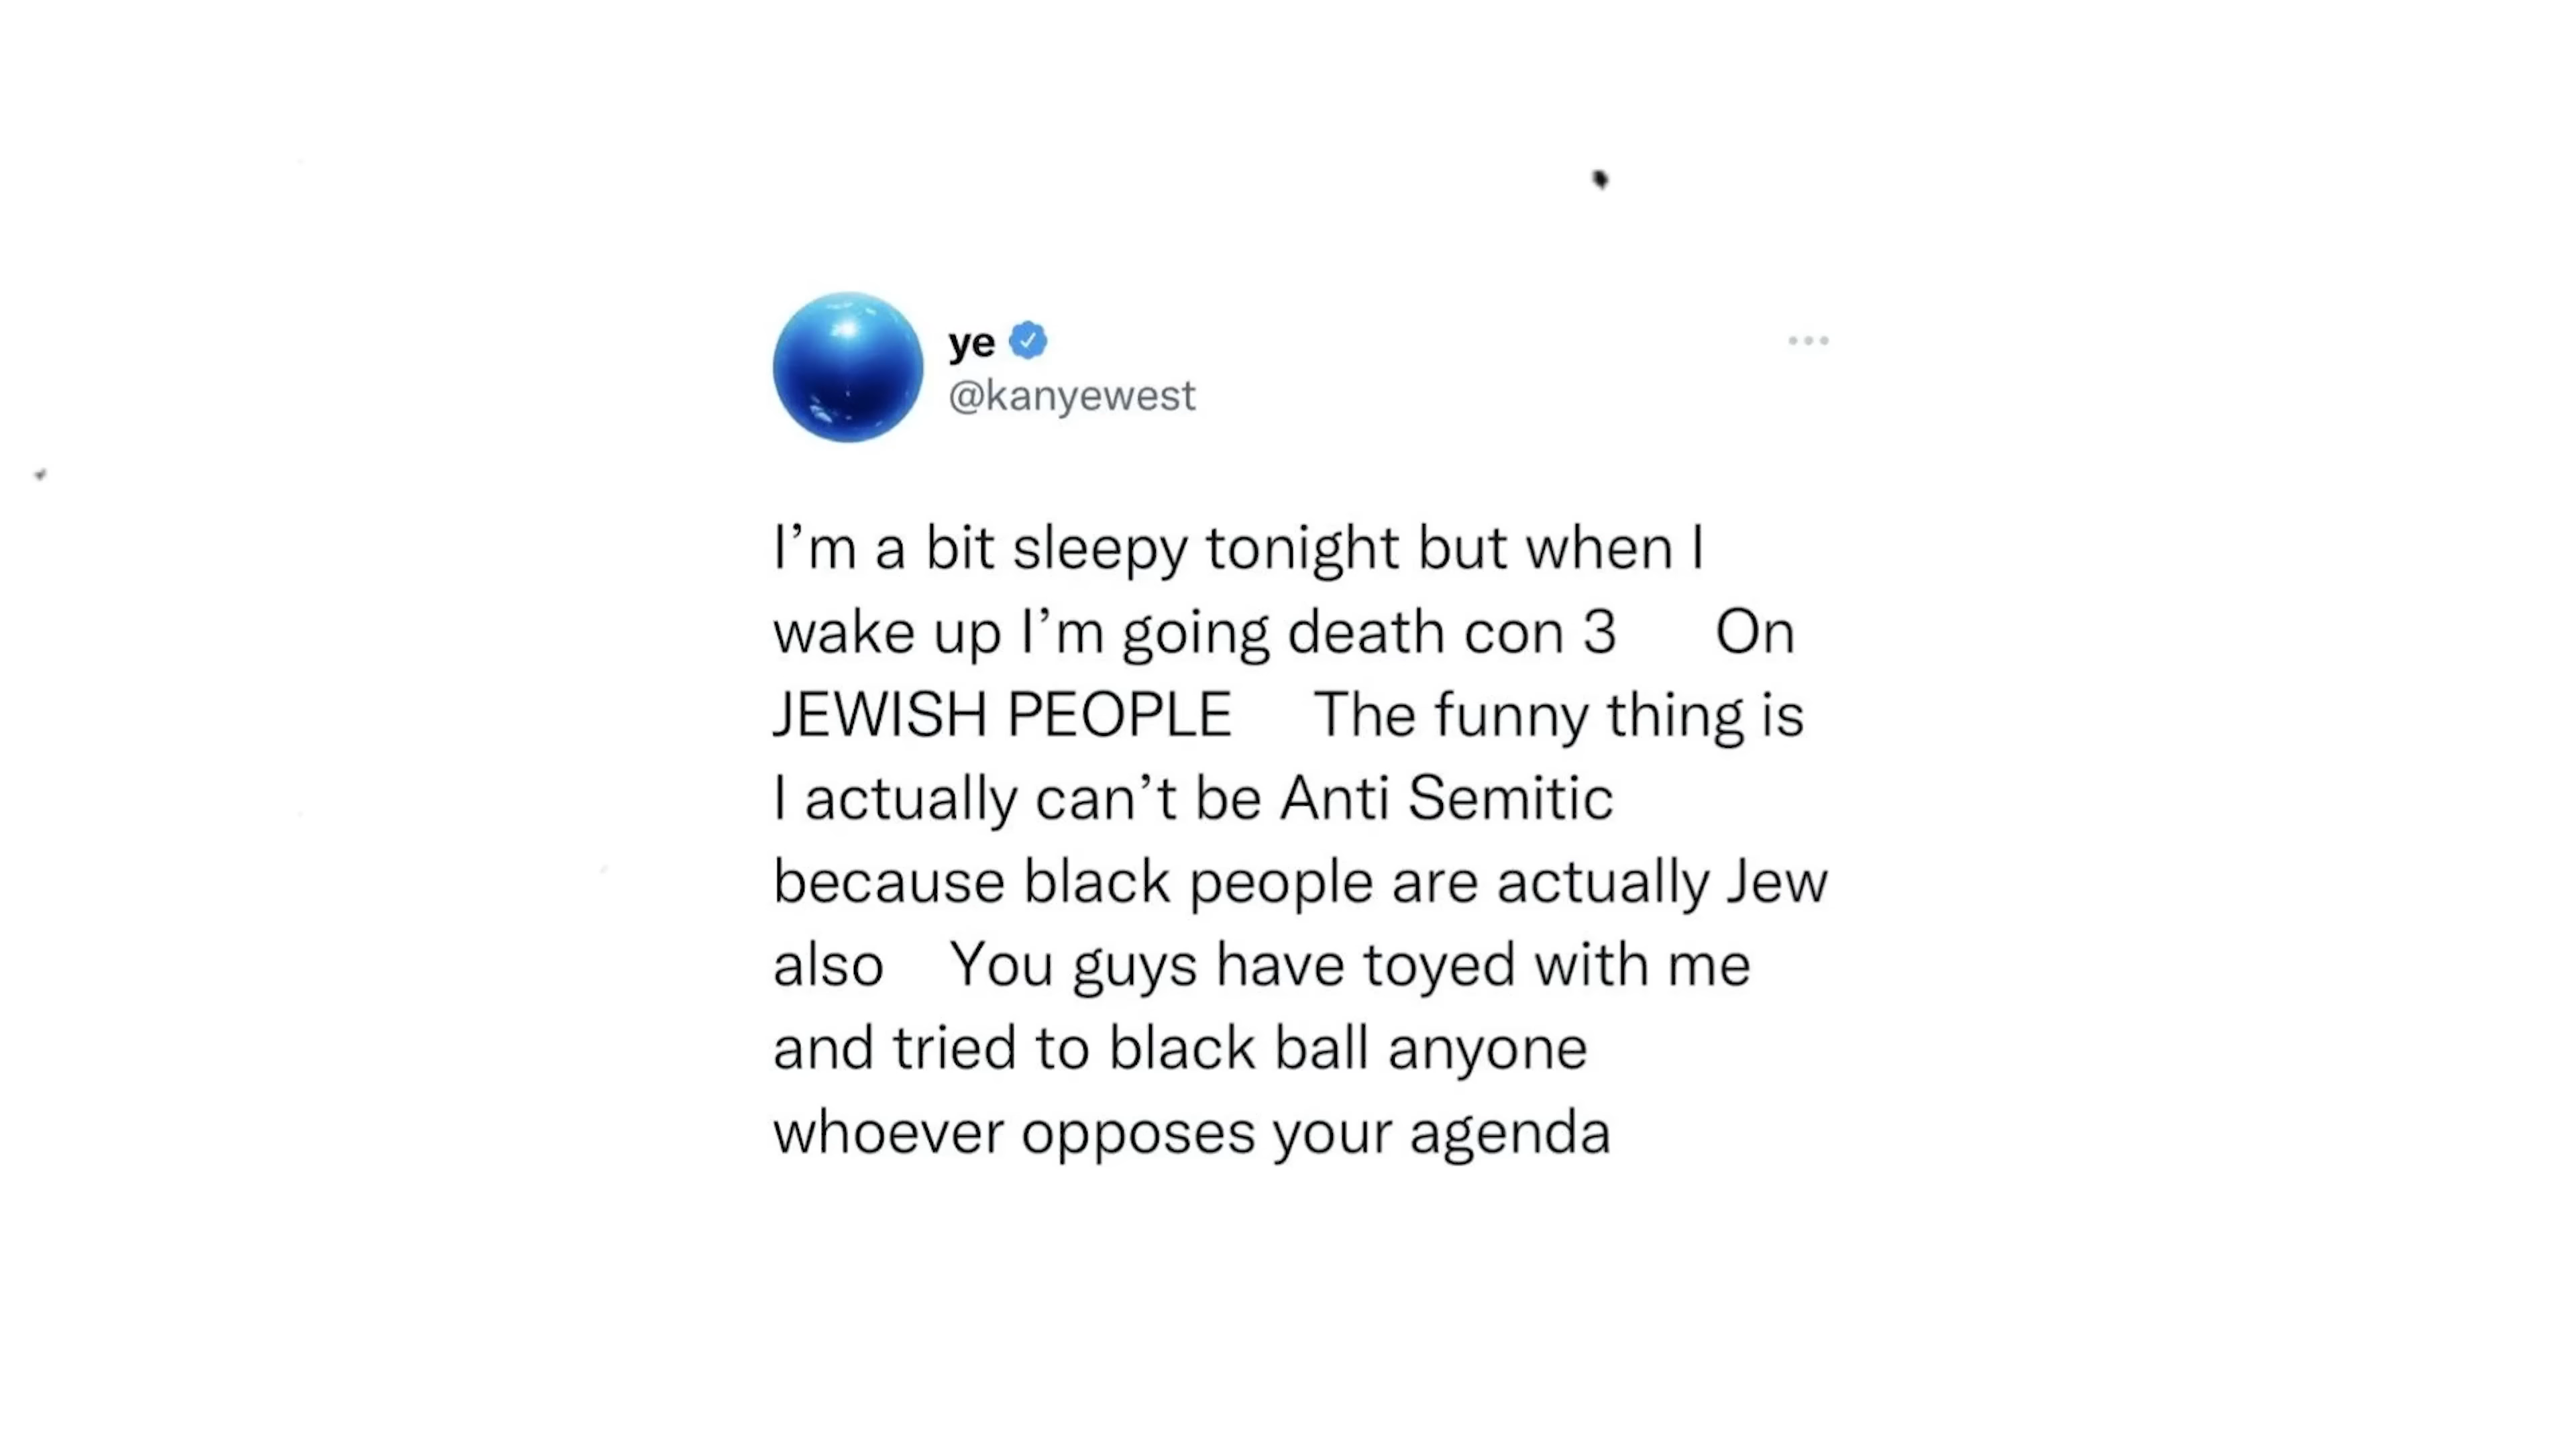 ye
@kanyewest
I’m a bit sleepy tonight but when I
wake up I’m going death con 3 On
JEWISH PEOPLE The funny thing is
I actually can’t be Anti Semitic
because black people are actually Jew
also You guys have toyed with me
and tried to black ball anyone
whoever opposes your agenda